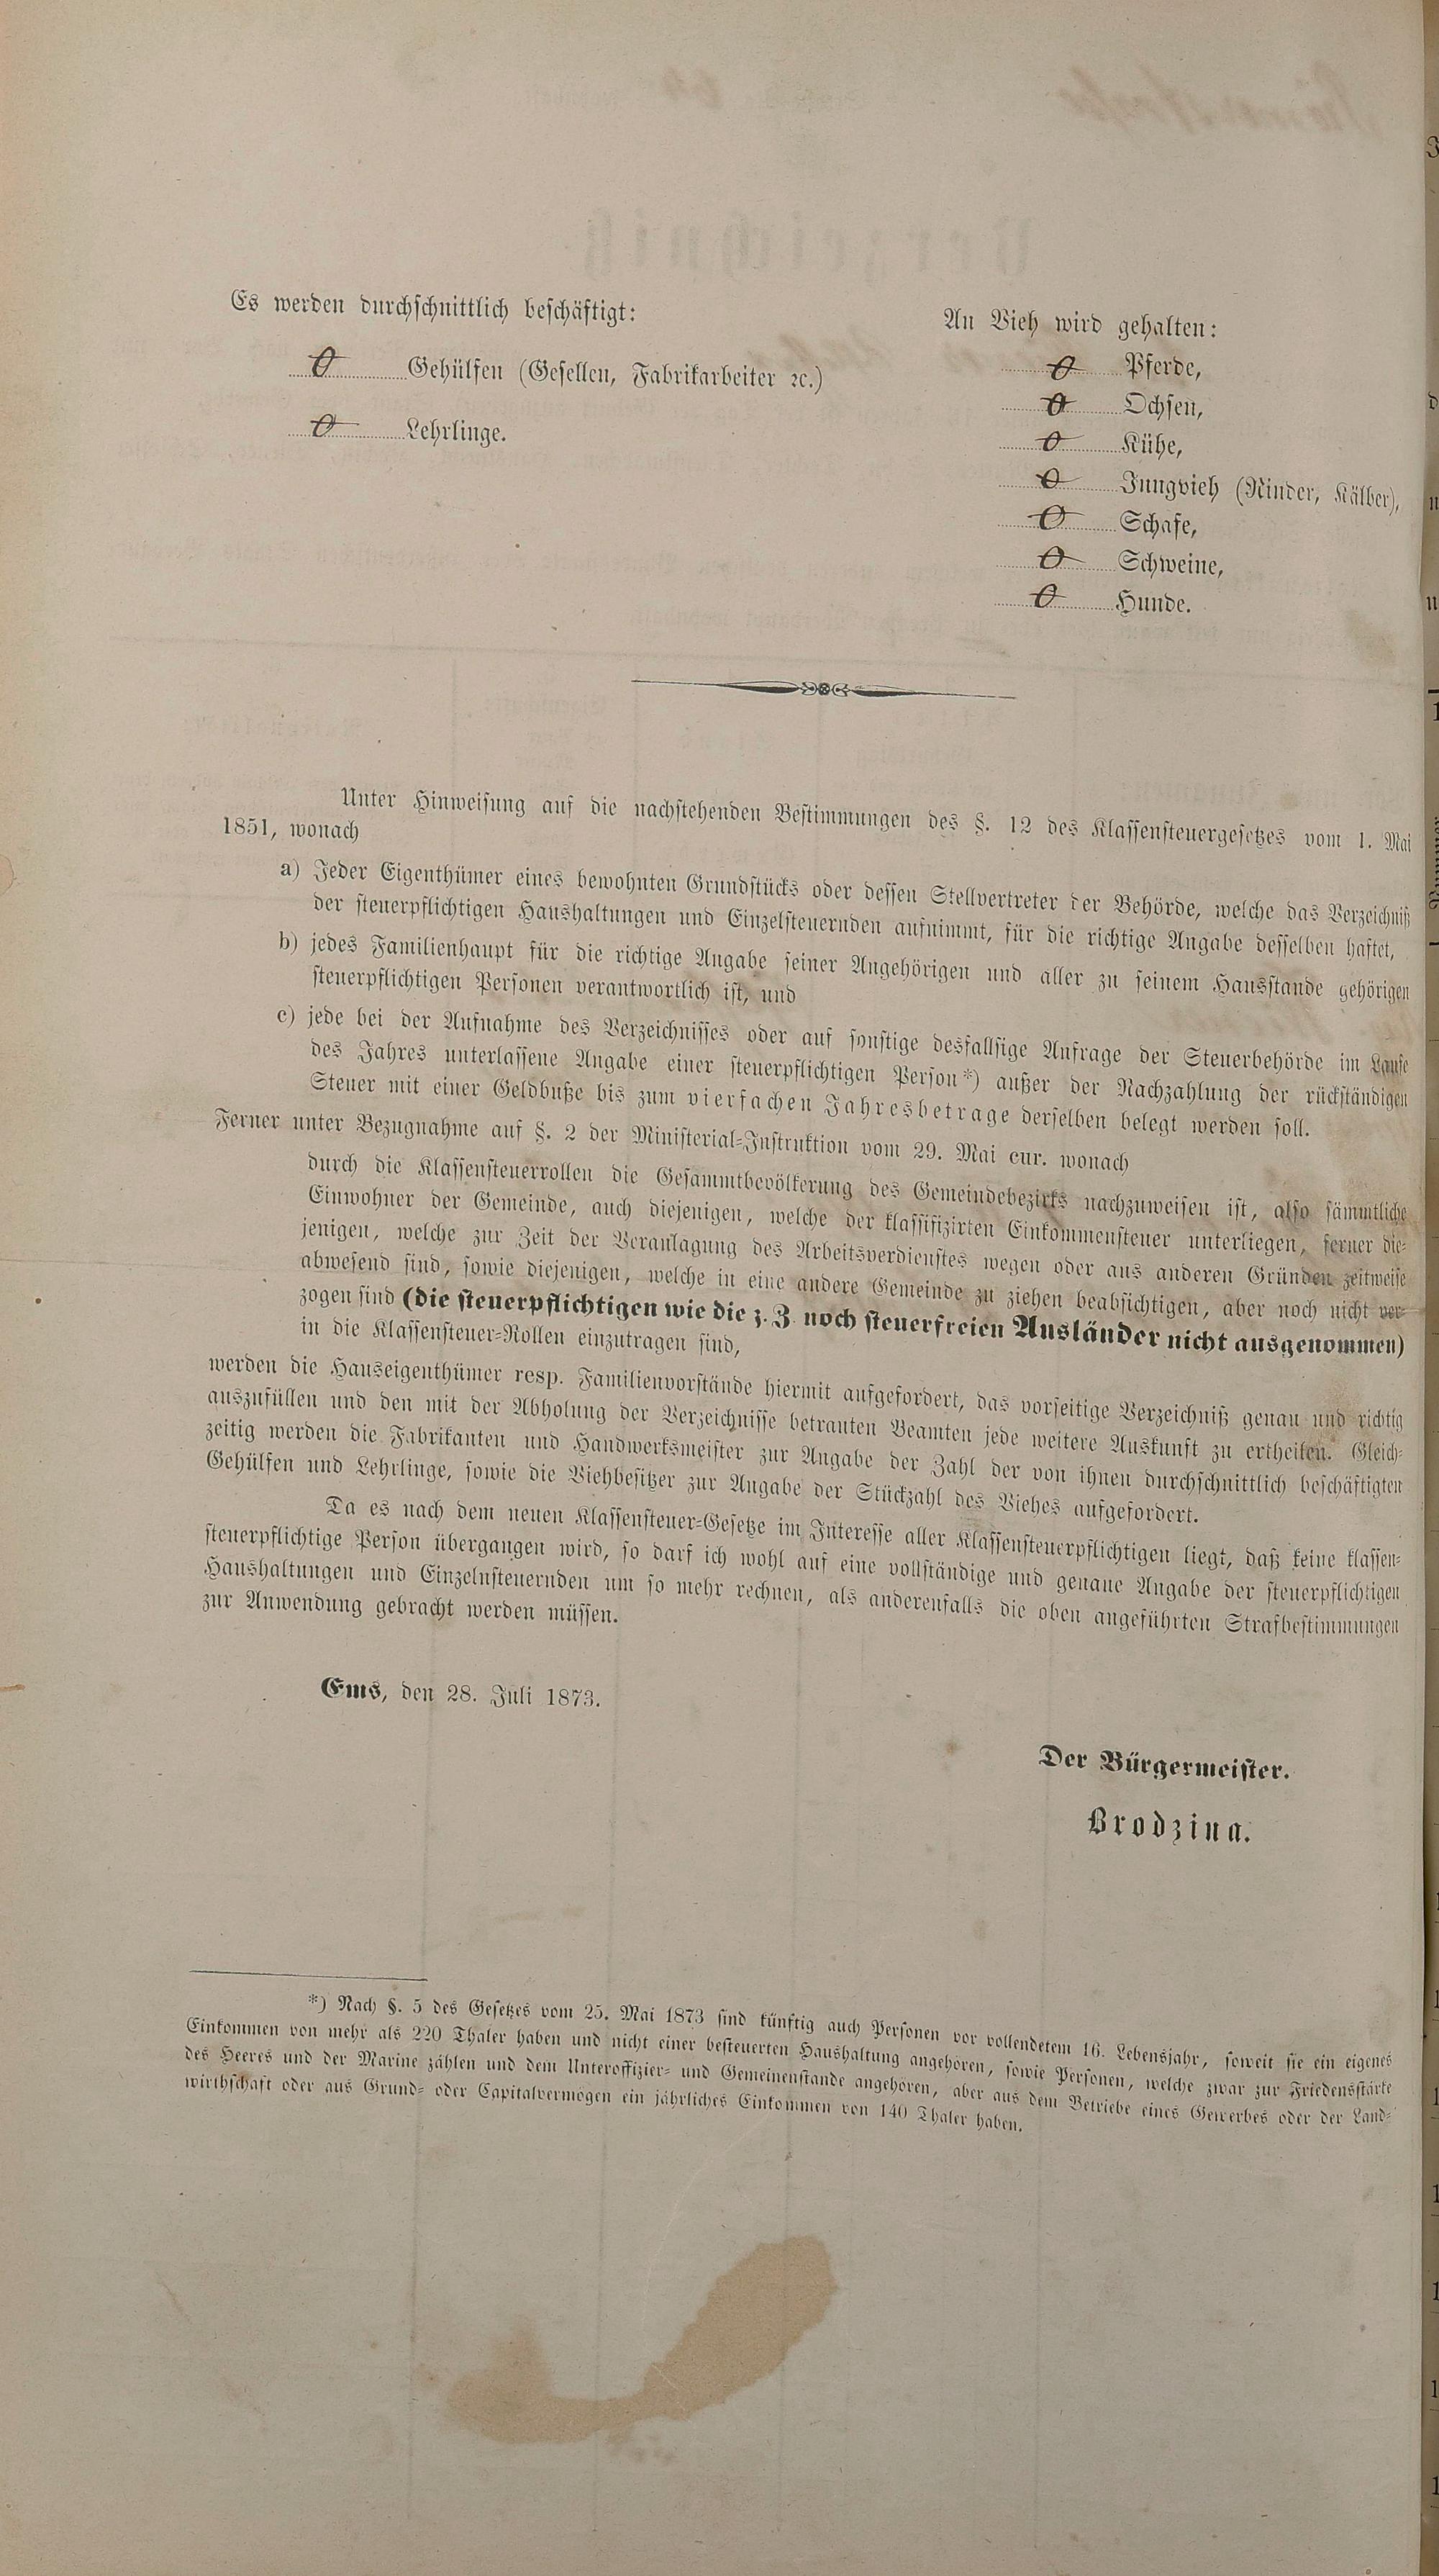 Es werden durchschnittlich beschäftigt:
0 Gehülfen (Gesellen, Fabrikarbeiter ꝛc.)
0 Lehrlinge.
An Vieh wird gehalten:
0 Pferde,
0 Ochsen,
0 Kühe,
0 Jungvieh (Rinder, Kälber),
0 Schafe,
0 Schweine,
0 Hunde.
Unter Hinweisung auf die nachstehenden Bestimmungen des §. 12 des Klassensteuergesetzes vom 1. Mai
1851, wonach
a) Jeder Eigenthümer eines bewohnten Grundstücks oder dessen Stellvertreter der Behörde, welche das Verzeichniß
der steuerpflichtigen Haushaltungen und Einzelsteuernden aufnimmt, für die richtige Angabe desselben haftet,
b) jedes Familienhaupt für die richtige Angabe seiner Angehörigen und aller zu seinem Hausstande gehörigen
steuerpflichtigen Personen verantwortlich ist, und
c) jede bei der Aufnahme des Verzeichnisses oder auf sonstige desfallsige Anfrage der Steuerbehörde im Laufe
des Jahres unterlassene Angabe einer steuerpflichtigen Person*) außer der Nachzahlung der rückständigen
Steuer mit einer Geldbuße bis zum vierfachen Jahresbetrage derselben belegt werden soll.
Ferner unter Bezugnahme auf §. 2 der Ministerial-Instruktion vom 29. Mai cur. wonach
durch die Klassensteuerrollen die Gesammtbevölkerung des Gemeindebezirks nachzuweisen ist, also sämmtliche
Einwohner der Gemeinde, auch diejenigen, welche der klassifizirten Einkommensteuer unterliegen, ferner die-
jenigen, welche zur Zeit der Veranlagung des Arbeitsverdienstes wegen oder aus anderen Gründen zeitweise
abwesend sind, sowie diejenigen, welche in eine andere Gemeinde zu ziehen beabsichtigen, aber noch nicht ver-
zogen sind (die steuerpflichtigen wie die z. Z. noch steuerfreien Ausländer nicht ausgenommen)
in die Klassensteuer-Rollen einzutragen sind,
werden die Hauseigenthümer resp. Familienvorstände hiermit aufgefordert, das vorseitige Verzeichniß genau und richtig
auszufüllen und den mit der Abholung der Verzeichnisse betrauten Beamten jede weitere Auskunft zu ertheilen. Gleich-
zeitig werden die Fabrikanten und Handwerksmeister zur Angabe der Zahl der von ihnen durchschnittlich beschäftigten
Gehülfen und Lehrlinge, sowie die Viehbesitzer zur Angabe der Stückzahl des Viehes aufgefordert.
Da es nach dem neuen Klassensteuer-Gesetze im Interesse aller Klassensteuerpflichtigen liegt, daß keine klassen-
steuerpflichtige Person übergangen wird, so darf ich wohl auf eine vollständige und genaue Angabe der steuerpflichtigen
Haushaltungen und Einzelnsteuernden um so mehr rechnen, als anderenfalls die oben angeführten Strafbestimmungen
zur Anwendung gebracht werden müssen.
Ems, den 28. Juli 1873.
Der Bürgermeister.
Brodzina.
*) Nach §. 5 des Gesetzes vom 25. Mai 1873 sind künftig auch Personen vor vollendetem 16. Lebensjahr, soweit sie ein eigenes
Einkommen von mehr als 220 Thaler haben und nicht einer besteuerten Haushaltung angehören, sowie Personen, welche zwar zur Friedensstärke
des Heeres und der Marine zählen und dem Unteroffizier- und Gemeinenstande angehören, aber aus dem Betriebe eines Gewerbes oder der Land-
wirthschaft oder aus Grund- oder Capitalvermögen ein jährliches Einkommen von 140 Thaler haben.